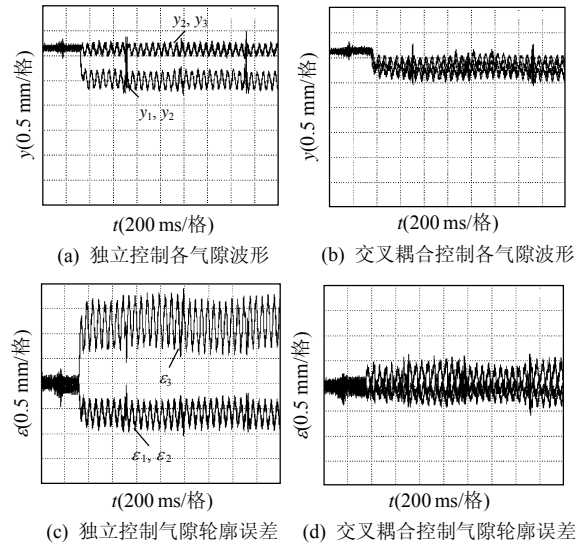 y(0.5 mm/格)
y₂, y₃
y₁, y₂
t(200 ms/格)
(a) 独立控制各气隙波形
y(0.5 mm/格)
t(200 ms/格)
(b) 交叉耦合控制各气隙波形
ε(0.5 mm/格)
ε₃
ε₁, ε₂
t(200 ms/格)
(c) 独立控制气隙轮廓误差
ε(0.5 mm/格)
t(200 ms/格)
(d) 交叉耦合控制气隙轮廓误差